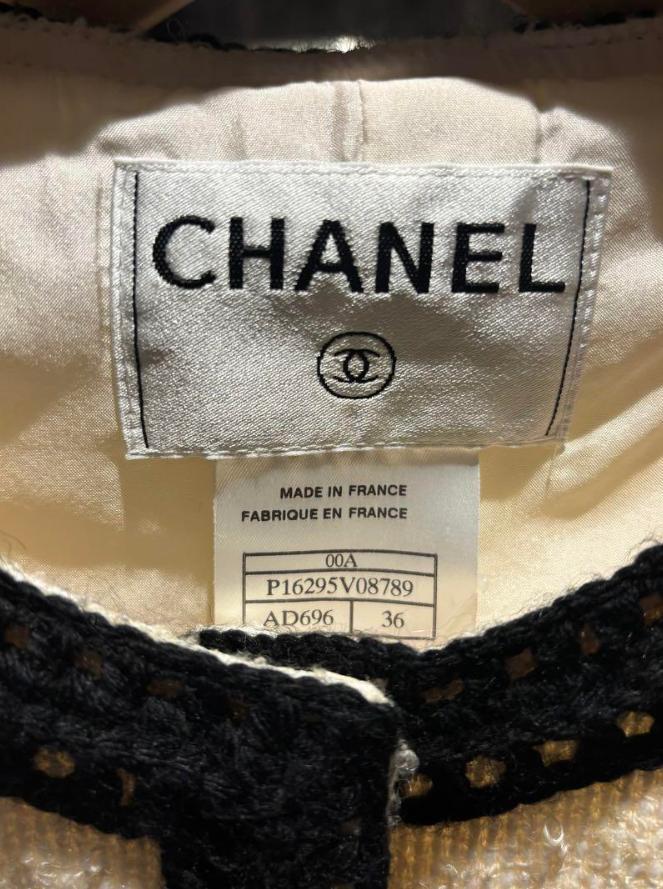 CHANEL
MADE IN FRANCE
FABRIQUE EN FRANCE
00A
P16295V08789
AD696 36